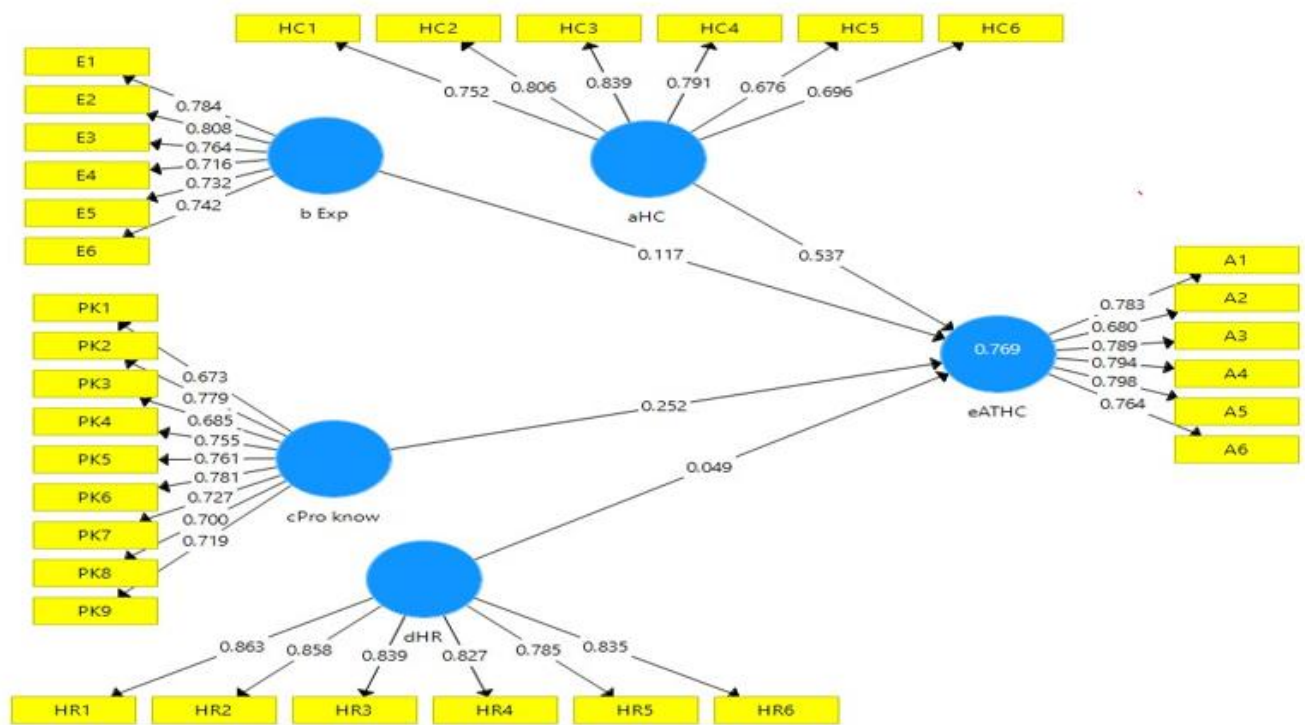 HC1 HC2 HC3 HC4 HC5 HC6
0.752 0.806 0.839 0.791 0.676 0.696
aHC
E1
E2
E3
E4
E5
E6
0.784
0.808
0.764
0.716
0.732
0.742
b Exp
0.117
0.537
PK1
PK2
PK3
PK4
PK5
PK6
PK7
PK8
PK9
0.673
0.779
0.685
0.755
0.761
0.781
0.727
0.700
0.719
cPro know
0.252
0.049
0.769
eATHC
0.783
0.680
0.789
0.794
0.798
0.764
A1
A2
A3
A4
A5
A6
dHR
0.863 0.858 0.839 0.827 0.785 0.835
HR1 HR2 HR3 HR4 HR5 HR6